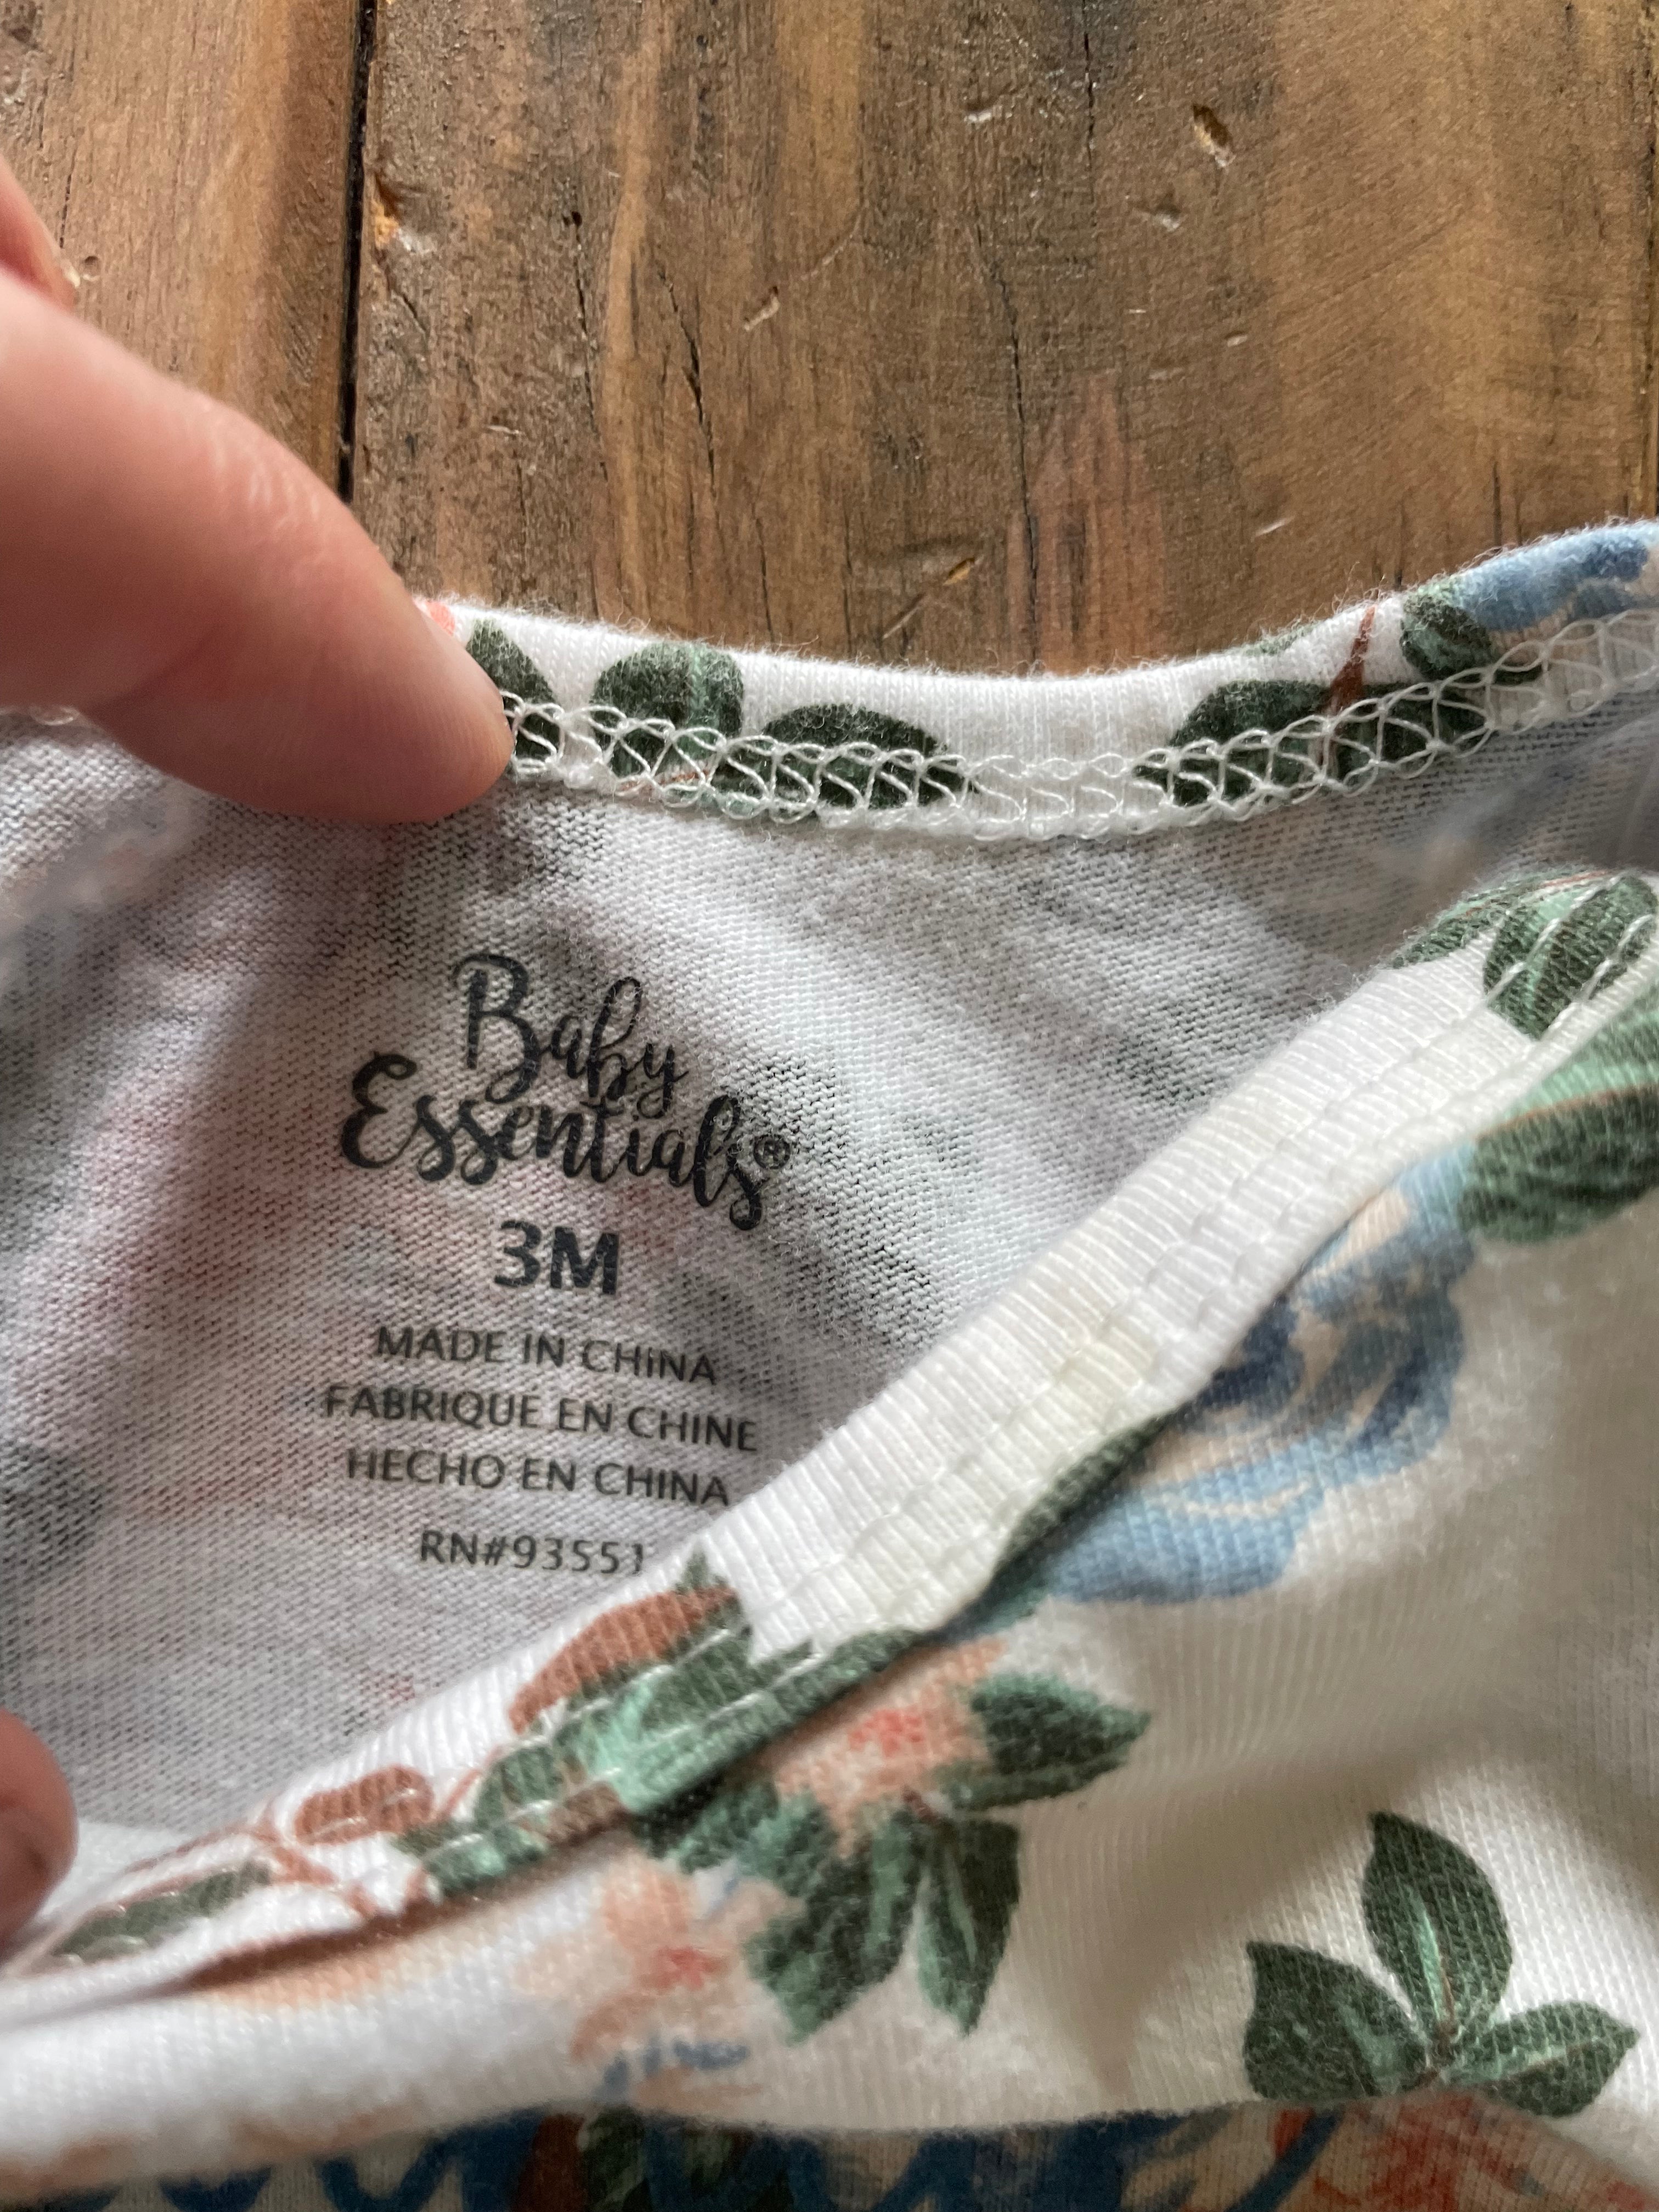 Baby
Essentials®
3M
MADE IN CHINA
FABRIQUE EN CHINE
HECHO EN CHINA
RN#93551